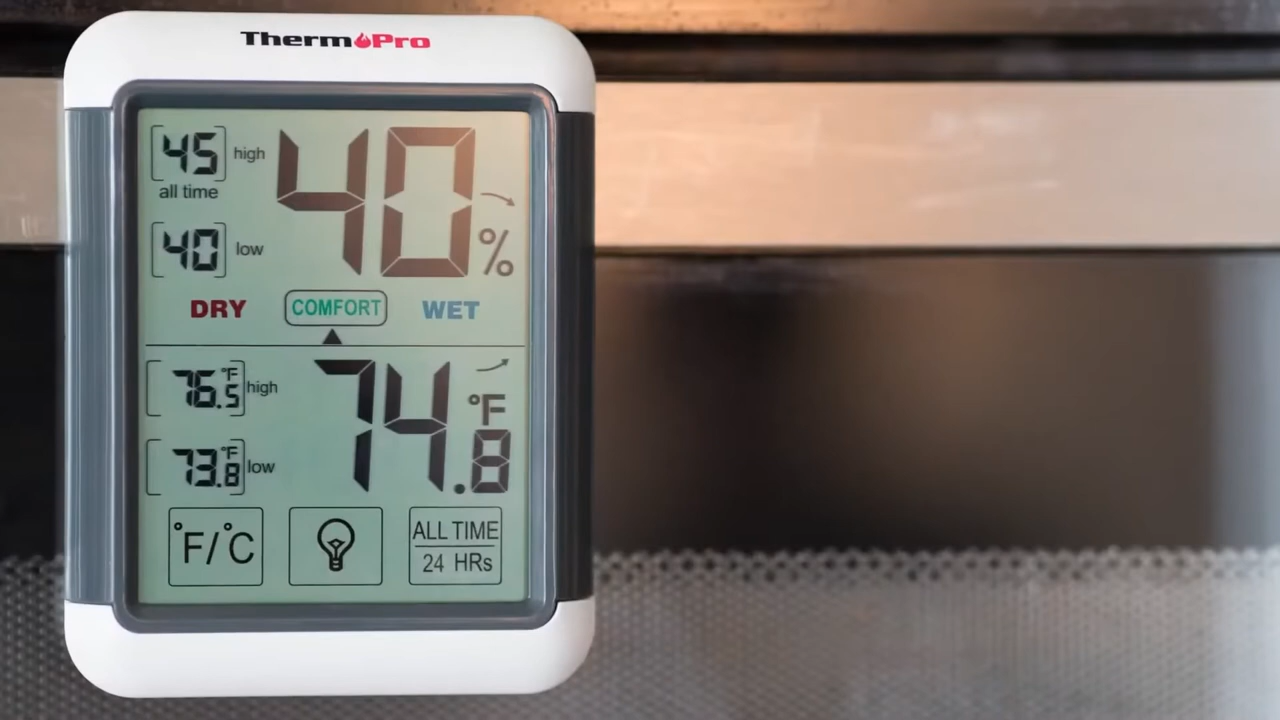 ThermoPro
45 high
all time
40 low
40 %
DRY COMFORT WET
76.5 °F high
73.8 °F low
74.8 °F
°F/°C
ALL TIME
24 HRs